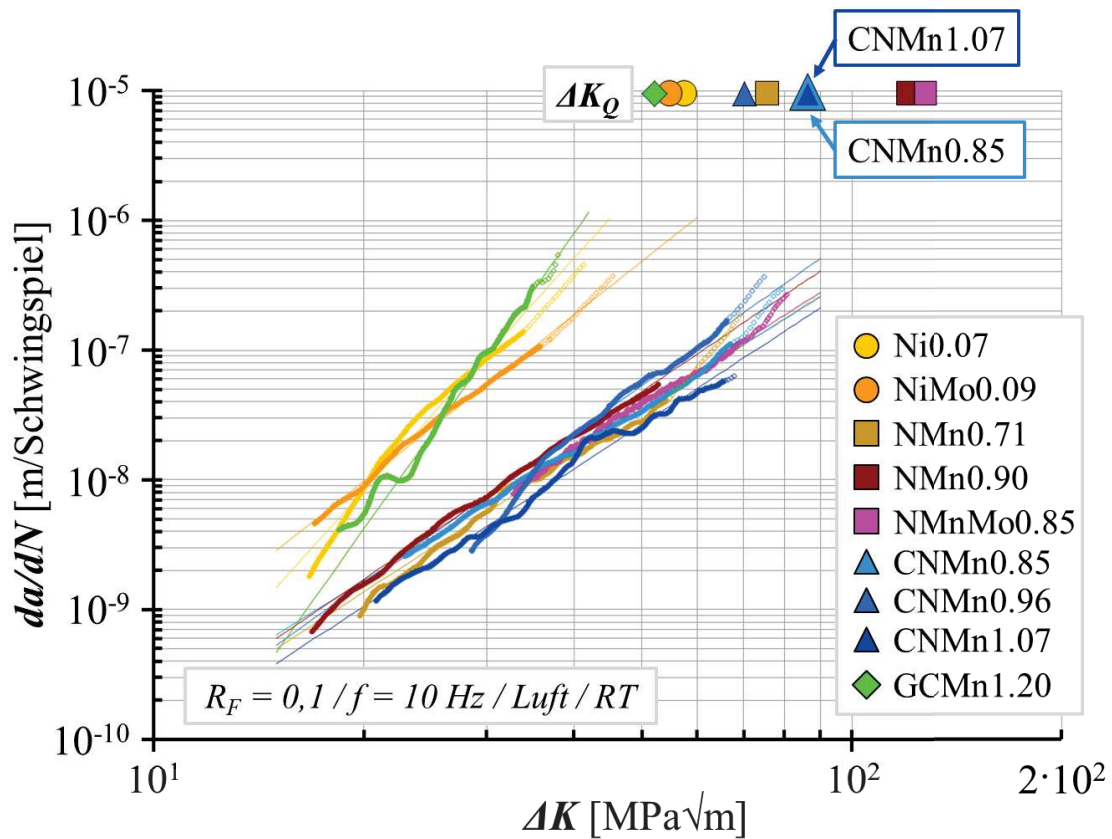 CNMn1.07
ΔK_Q
CNMn0.85
10⁻⁵
10⁻⁶
10⁻⁷
10⁻⁸
10⁻⁹
10⁻¹⁰
da/dN [m/Schwingspiel]
Ni0.07
NiMo0.09
NMn0.71
NMn0.90
NMnMo0.85
CNMn0.85
CNMn0.96
CNMn1.07
GCMn1.20
R_F = 0,1 / f = 10 Hz / Luft / RT
10¹ 10² 2·10²
ΔK [MPa√m]